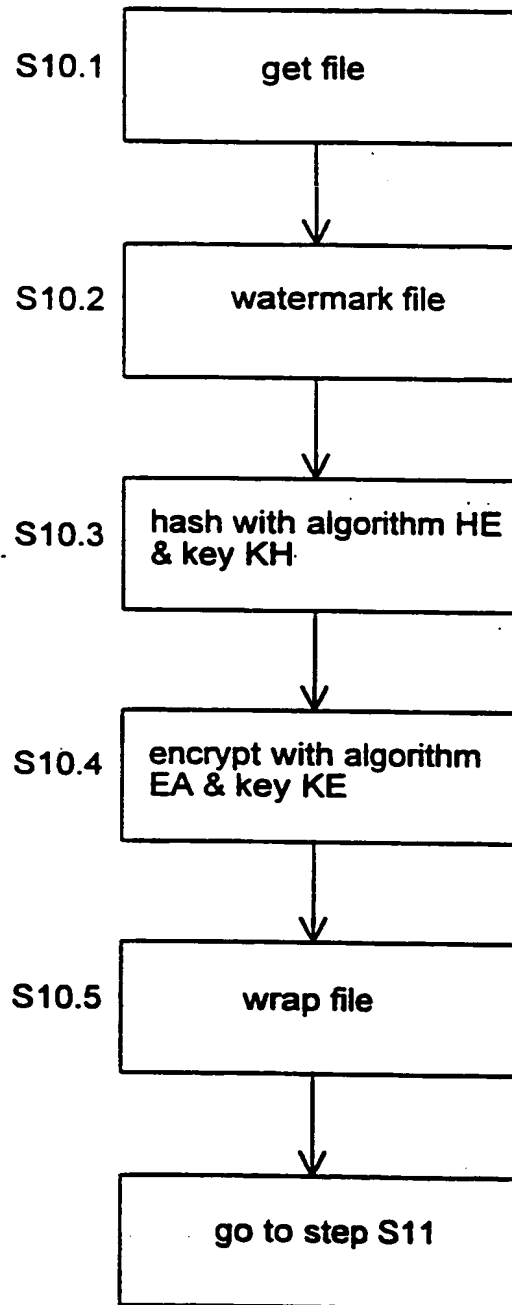 S10.1
get file
S10.2
watermark file
S10.3
hash with algorithm HE
& key KH
S10.4
encrypt with algorithm
EA & key KE
S10.5
wrap file
go to step S11